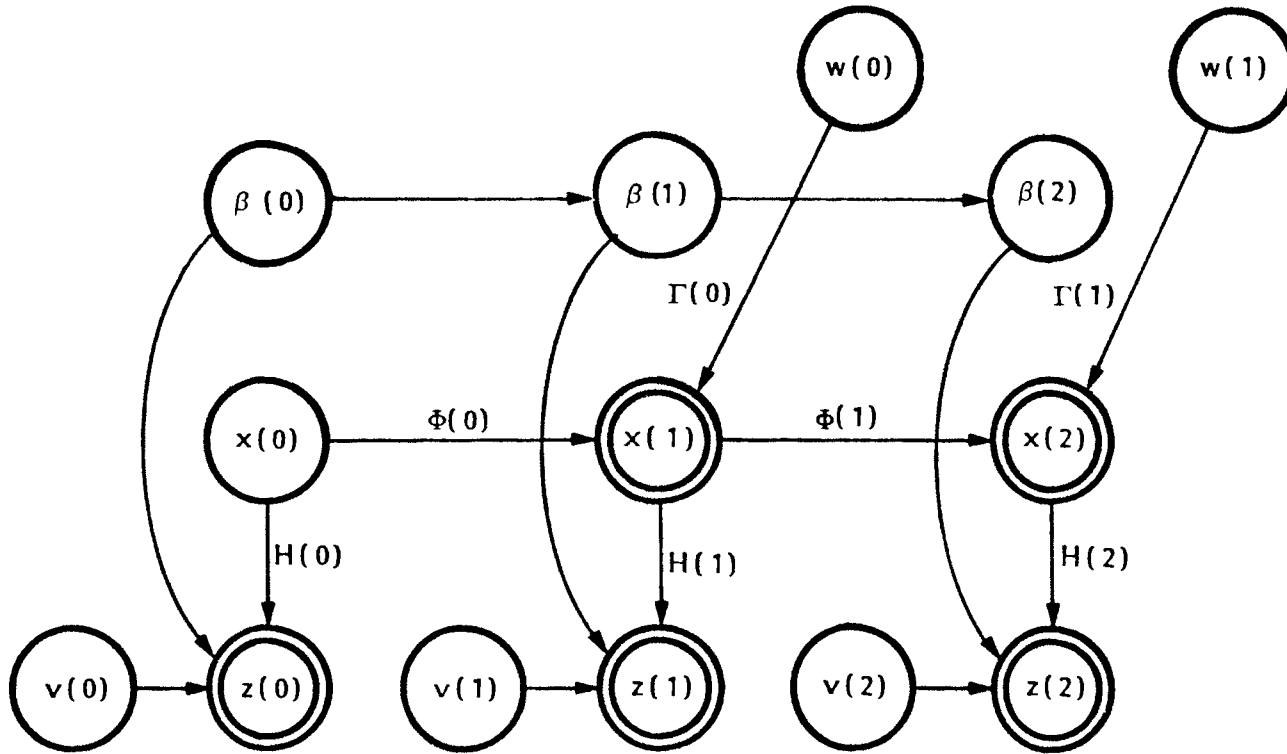 w(0) w(1)
β(0) β(1) β(2)
Γ(0) Γ(1)
x(0) Φ(0) x(1) Φ(1) x(2)
H(0) H(1) H(2)
v(0) z(0) v(1) z(1) v(2) z(2)